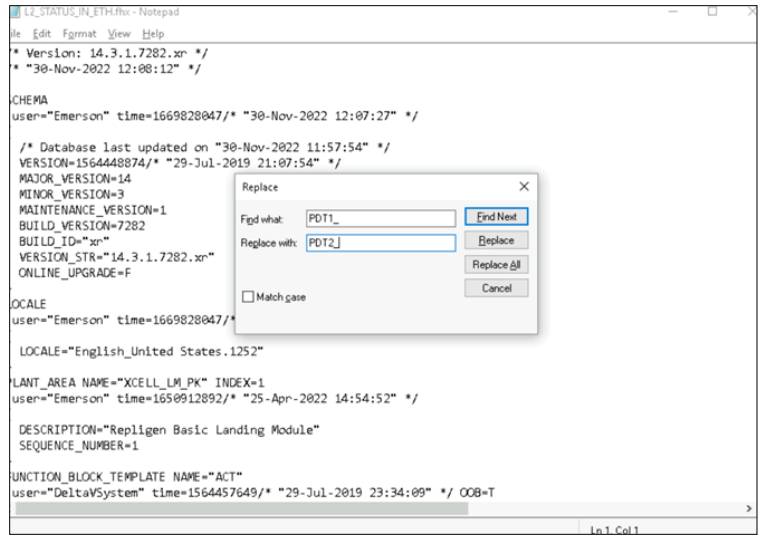 L2_STATUS_IN_ETH.fhx - Notepad
ile Edit Format View Help
* Version: 14.3.1.7282.xr */
* "30-Nov-2022 12:08:12" */
CHEMA
user="Emerson" time=1669828047/* "30-Nov-2022 12:07:27" */
/* Database last updated on "30-Nov-2022 11:57:54" */
VERSION=1564448874/* "29-Jul-2019 21:07:54" */
MAJOR_VERSION=14
MINOR_VERSION=3
MAINTENANCE_VERSION=1
BUILD_VERSION=7282
BUILD_ID="xr"
VERSION_STR="14.3.1.7282.xr"
ONLINE_UPGRADE=F
Replace
Find what: PDT1_ Find Next
Replace with: PDT2_ Replace
Replace All
Match case Cancel
OCALE
user="Emerson" time=1669828047/*
LOCALE="English_United States.1252"
LANT_AREA NAME="XCELL_LM_PK" INDEX=1
user="Emerson" time=1650912892/* "25-Apr-2022 14:54:52" */
DESCRIPTION="Repligen Basic Landing Module"
SEQUENCE_NUMBER=1
UNCTION_BLOCK_TEMPLATE NAME="ACT"
user="DeltaVSystem" time=1564457649/* "29-Jul-2019 23:34:09" */ OOB=T
Ln 1, Col 1